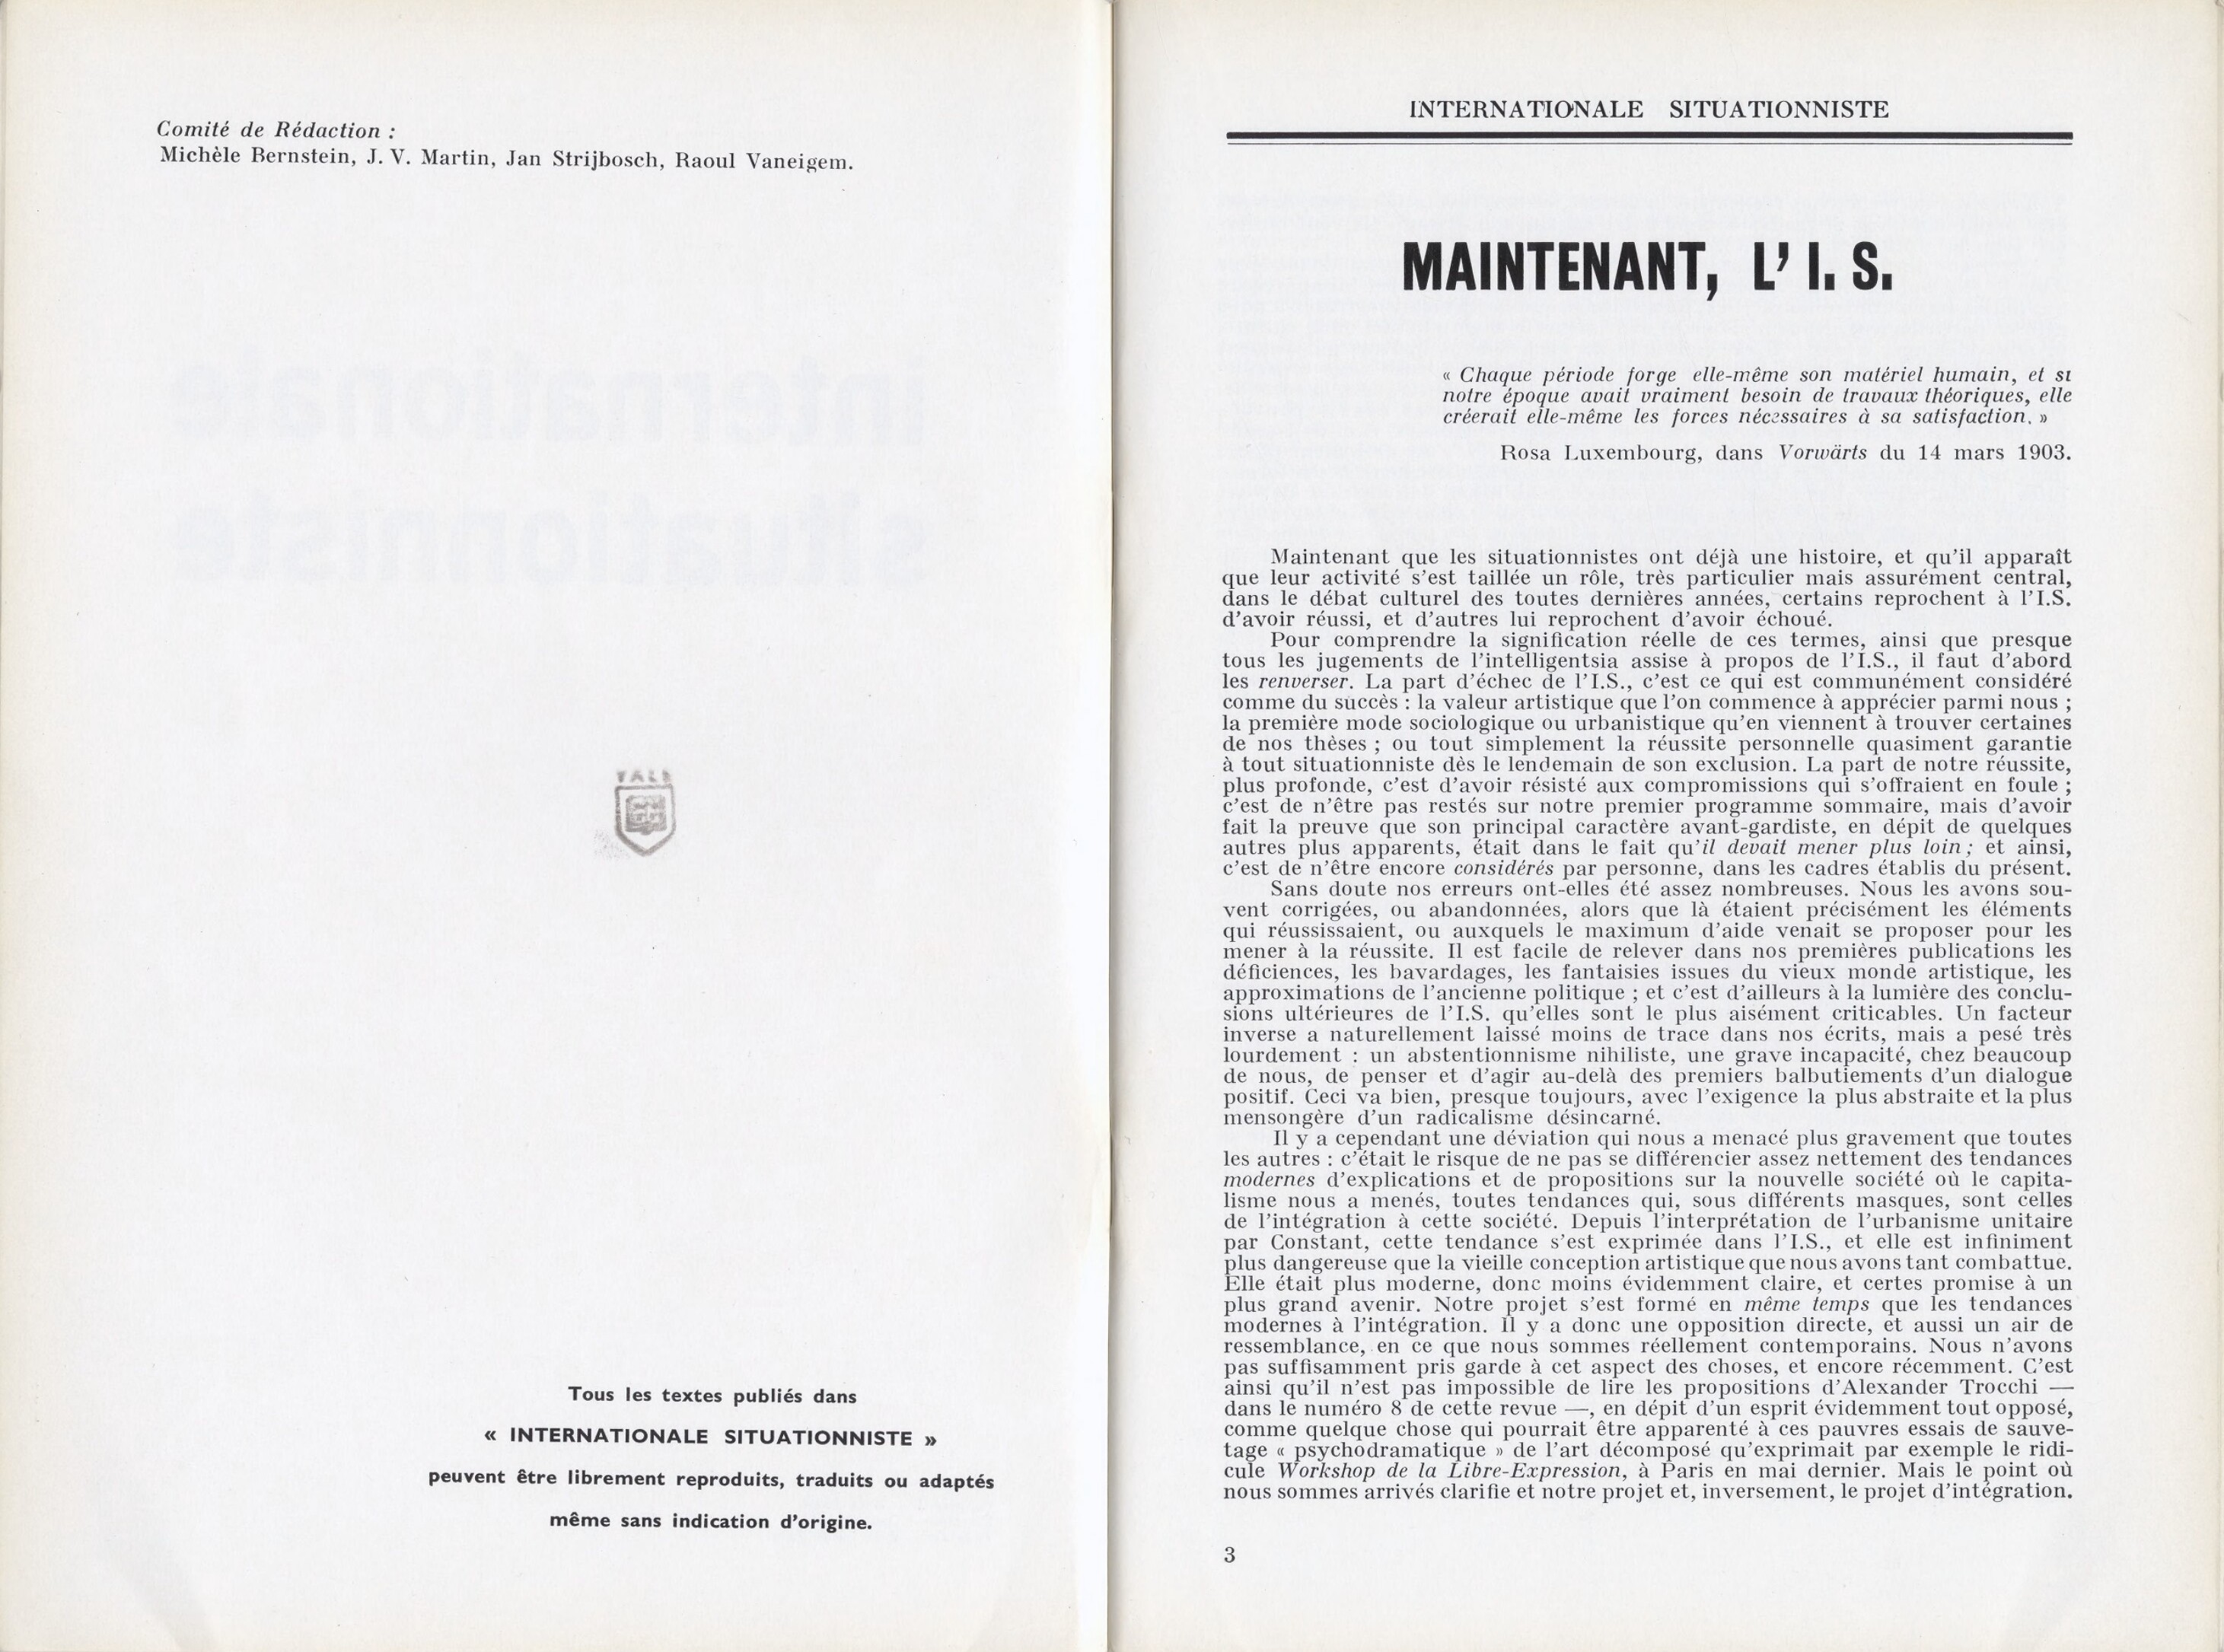 Comité de Rédaction :
Michèle Bernstein, J. V. Martin, Jan Strijbosch, Raoul Vaneigem.
YALE
Tous les textes publiés dans
« INTERNATIONALE SITUATIONNISTE »
peuvent être librement reproduits, traduits ou adaptés
même sans indication d'origine.
INTERNATIONALE SITUATIONNISTE
MAINTENANT, L' I. S.
« Chaque période forge elle-même son matériel humain, et si
notre époque avait vraiment besoin de travaux théoriques, elle
créerait elle-même les forces nécessaires à sa satisfaction. »
Rosa Luxembourg, dans Vorwärts du 14 mars 1903.
Maintenant que les situationnistes ont déjà une histoire, et qu'il apparaît
que leur activité s'est taillée un rôle, très particulier mais assurément central,
dans le débat culturel des toutes dernières années, certains reprochent à l'I.S.
d'avoir réussi, et d'autres lui reprochent d'avoir échoué.
Pour comprendre la signification réelle de ces termes, ainsi que presque
tous les jugements de l'intelligentsia assise à propos de l'I.S., il faut d'abord
les renverser. La part d'échec de l'I.S., c'est ce qui est communément considéré
comme du succès : la valeur artistique que l'on commence à apprécier parmi nous ;
la première mode sociologique ou urbanistique qu'en viennent à trouver certaines
de nos thèses ; ou tout simplement la réussite personnelle quasiment garantie
à tout situationniste dès le lendemain de son exclusion. La part de notre réussite,
plus profonde, c'est d'avoir résisté aux compromissions qui s'offraient en foule ;
c'est de n'être pas restés sur notre premier programme sommaire, mais d'avoir
fait la preuve que son principal caractère avant-gardiste, en dépit de quelques
autres plus apparents, était dans le fait qu'il devait mener plus loin ; et ainsi,
c'est de n'être encore considérés par personne, dans les cadres établis du présent.
Sans doute nos erreurs ont-elles été assez nombreuses. Nous les avons sou-
vent corrigées, ou abandonnées, alors que là étaient précisément les éléments
qui réussissaient, ou auxquels le maximum d'aide venait se proposer pour les
mener à la réussite. Il est facile de relever dans nos premières publications les
déficiences, les bavardages, les fantaisies issues du vieux monde artistique, les
approximations de l'ancienne politique ; et c'est d'ailleurs à la lumière des conclu-
sions ultérieures de l'I.S. qu'elles sont le plus aisément criticables. Un facteur
inverse a naturellement laissé moins de trace dans nos écrits, mais a pesé très
lourdement : un abstentionnisme nihiliste, une grave incapacité, chez beaucoup
de nous, de penser et d'agir au-delà des premiers balbutiements d'un dialogue
positif. Ceci va bien, presque toujours, avec l'exigence la plus abstraite et la plus
mensongère d'un radicalisme désincarné.
Il y a cependant une déviation qui nous a menacé plus gravement que toutes
les autres : c'était le risque de ne pas se différencier assez nettement des tendances
modernes d'explications et de propositions sur la nouvelle société où le capita-
lisme nous a menés, toutes tendances qui, sous différents masques, sont celles
de l'intégration à cette société. Depuis l'interprétation de l'urbanisme unitaire
par Constant, cette tendance s'est exprimée dans l'I.S., et elle est infiniment
plus dangereuse que la vieille conception artistique que nous avons tant combattue.
Elle était plus moderne, donc moins évidemment claire, et certes promise à un
plus grand avenir. Notre projet s'est formé en même temps que les tendances
modernes à l'intégration. Il y a donc une opposition directe, et aussi un air de
ressemblance, en ce que nous sommes réellement contemporains. Nous n'avons
pas suffisamment pris garde à cet aspect des choses, et encore récemment. C'est
ainsi qu'il n'est pas impossible de lire les propositions d'Alexander Trocchi —
dans le numéro 8 de cette revue —, en dépit d'un esprit évidemment tout opposé,
comme quelque chose qui pourrait être apparenté à ces pauvres essais de sauve-
tage « psychodramatique » de l'art décomposé qu'exprimait par exemple le ridi-
cule Workshop de la Libre-Expression, à Paris en mai dernier. Mais le point où
nous sommes arrivés clarifie et notre projet et, inversement, le projet d'intégration.
3